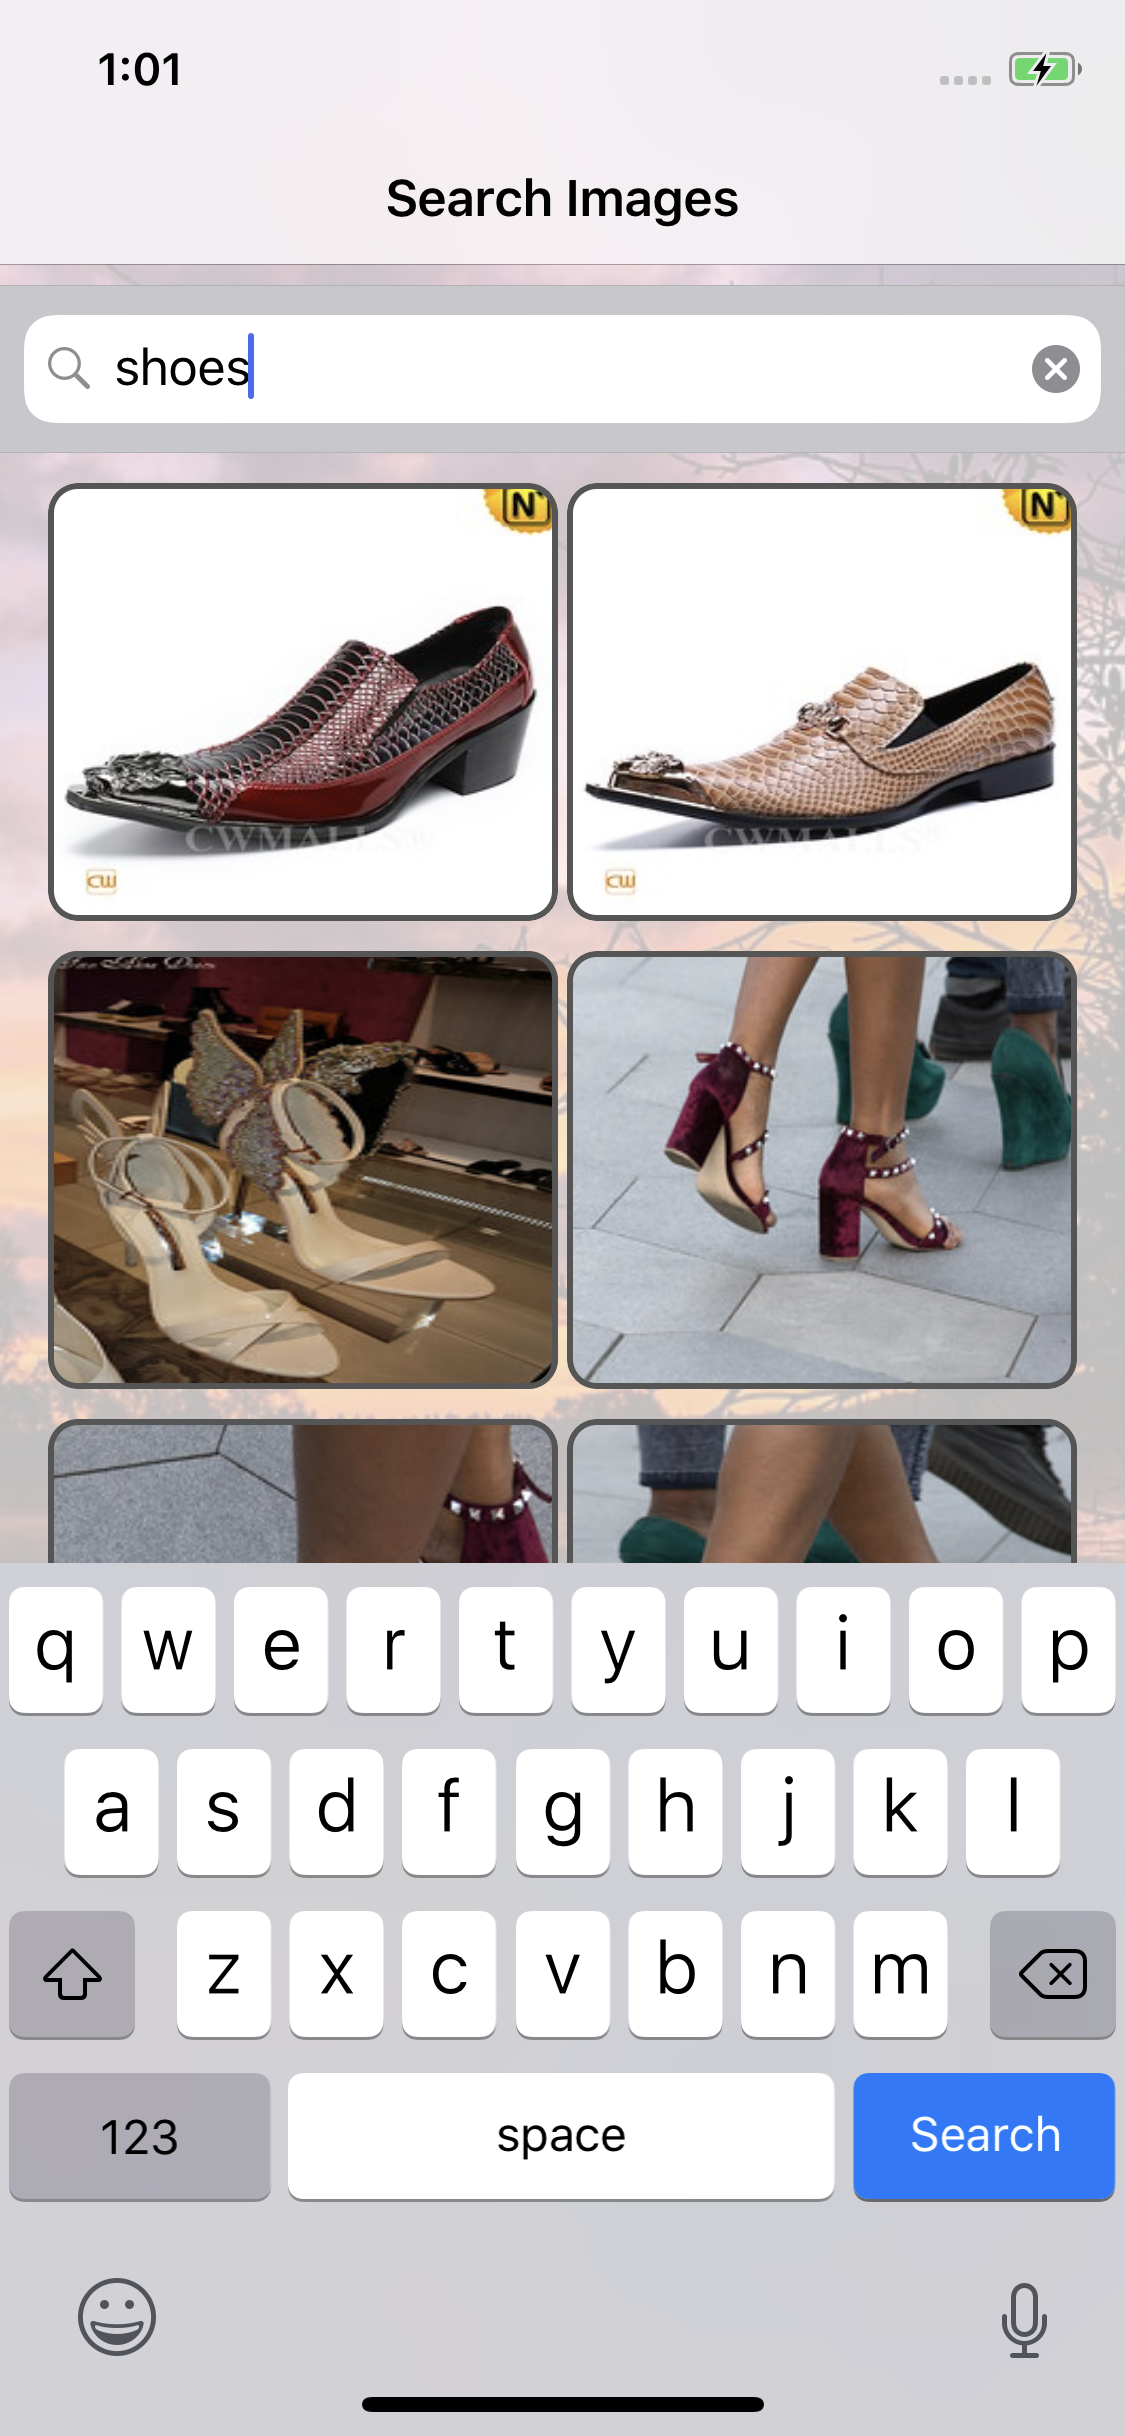 1:01
Search Images
shoes
N
N
CWMALLS®
CWMALLS®
CW
CW
q w e r t y u i o p
a s d f g h j k l
z x c v b n m
123 space Search